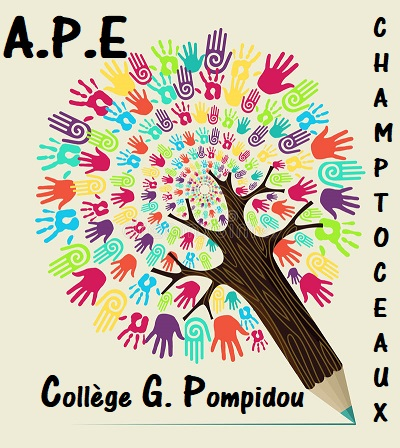 A.P.E
CHAMPTOCEAUX
Collège G. Pompidou